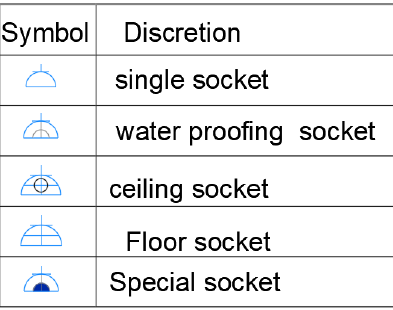 Symbol Discretion
single socket
water proofing socket
ceiling socket
Floor socket
Special socket